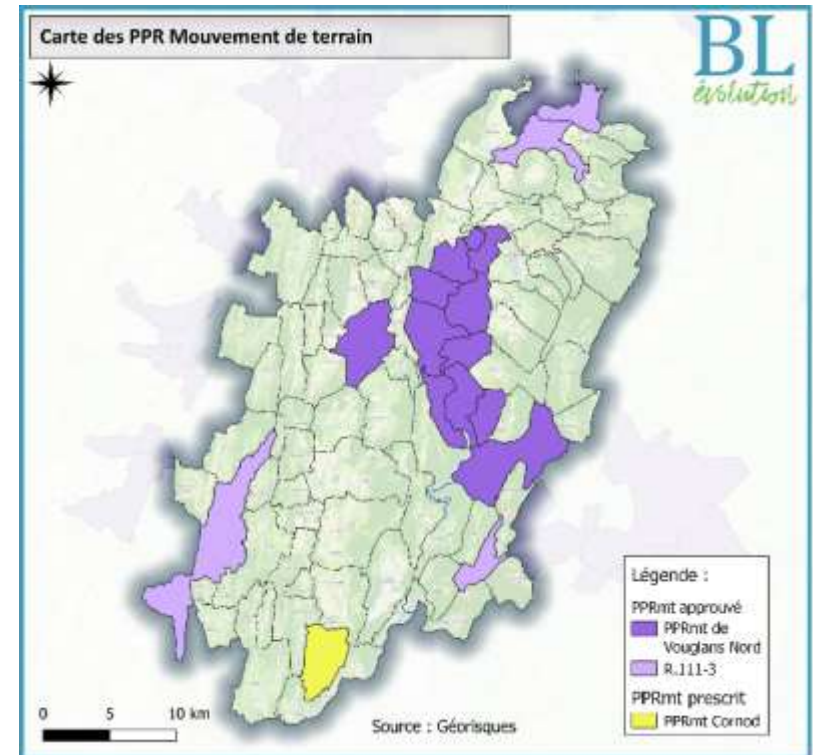 Carte des PPR Mouvement de terrain
BL
évolution
Légende :
PPRmt approuvé
PPRmt de
Vouglans Nord
R.111-3
PPRmt prescrit
PPRmt Cornod
0 5 10 km
Source : Géorisques